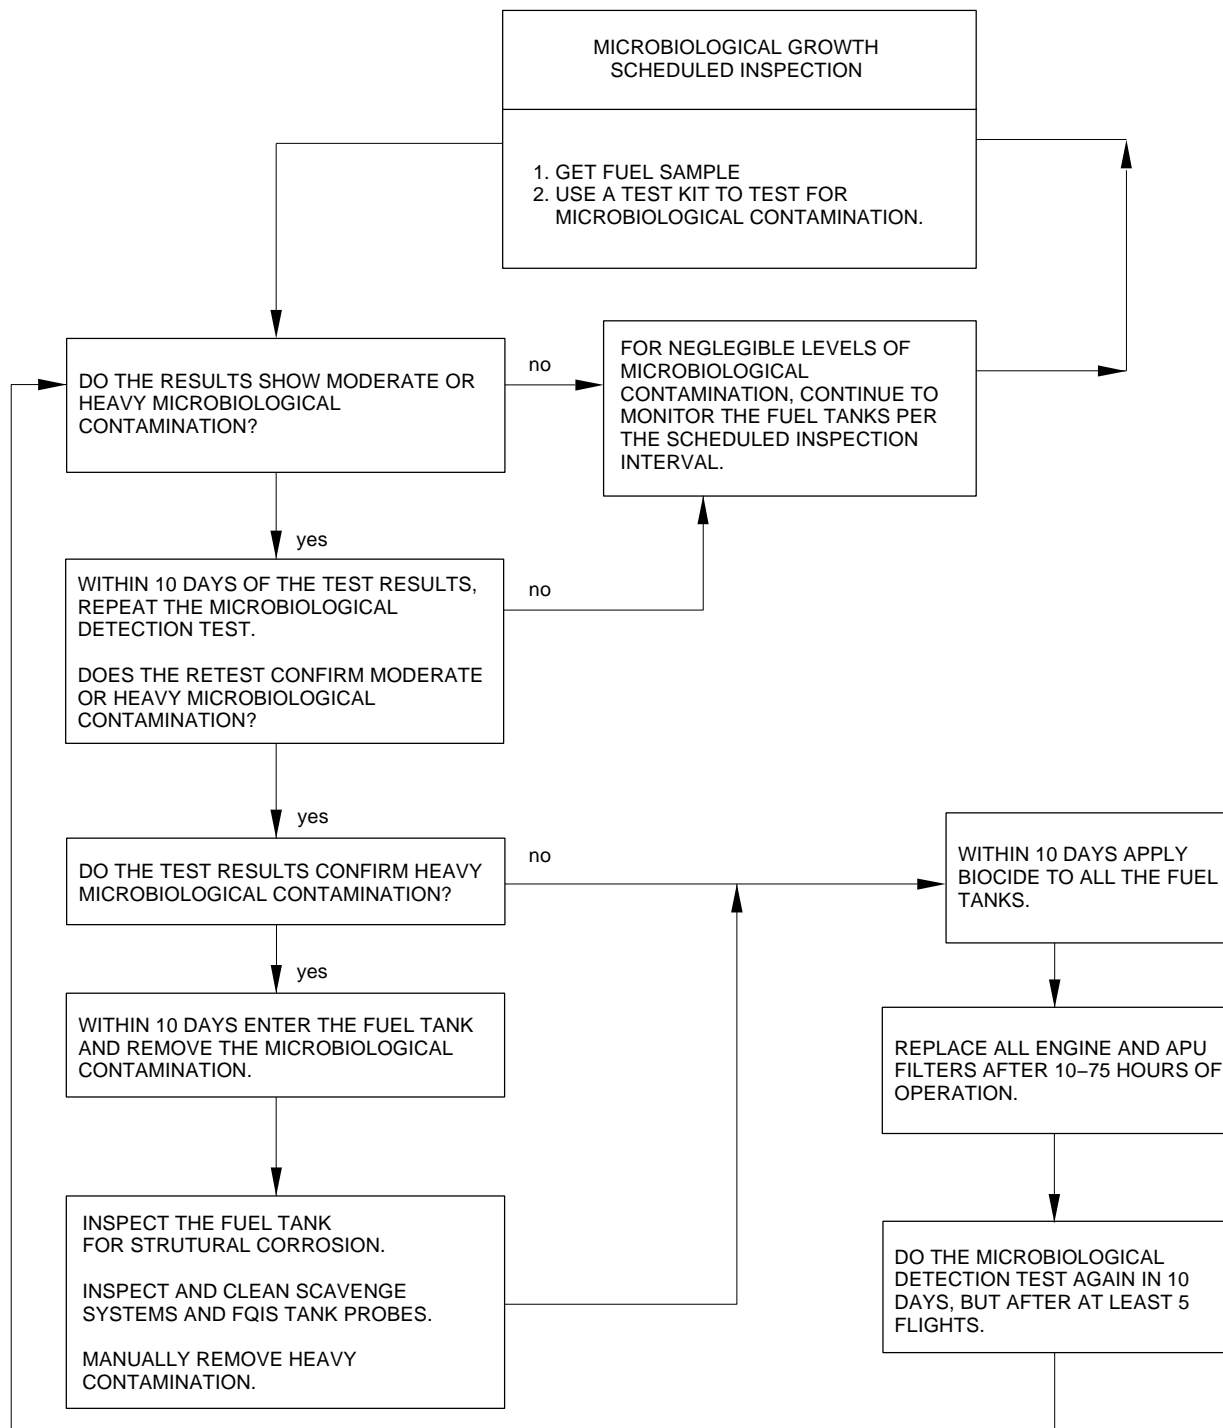 MICROBIOLOGICAL GROWTH
SCHEDULED INSPECTION
1. GET FUEL SAMPLE
2. USE A TEST KIT TO TEST FOR
MICROBIOLOGICAL CONTAMINATION.
DO THE RESULTS SHOW MODERATE OR
HEAVY MICROBIOLOGICAL
CONTAMINATION?
no
FOR NEGLEGIBLE LEVELS OF
MICROBIOLOGICAL
CONTAMINATION, CONTINUE TO
MONITOR THE FUEL TANKS PER
THE SCHEDULED INSPECTION
INTERVAL.
yes
WITHIN 10 DAYS OF THE TEST RESULTS,
REPEAT THE MICROBIOLOGICAL
DETECTION TEST.
DOES THE RETEST CONFIRM MODERATE
OR HEAVY MICROBIOLOGICAL
CONTAMINATION?
no
yes
DO THE TEST RESULTS CONFIRM HEAVY
MICROBIOLOGICAL CONTAMINATION?
no
WITHIN 10 DAYS APPLY
BIOCIDE TO ALL THE FUEL
TANKS.
yes
WITHIN 10 DAYS ENTER THE FUEL TANK
AND REMOVE THE MICROBIOLOGICAL
CONTAMINATION.
REPLACE ALL ENGINE AND APU
FILTERS AFTER 10–75 HOURS OF
OPERATION.
INSPECT THE FUEL TANK
FOR STRUTURAL CORROSION.
INSPECT AND CLEAN SCAVENGE
SYSTEMS AND FQIS TANK PROBES.
MANUALLY REMOVE HEAVY
CONTAMINATION.
DO THE MICROBIOLOGICAL
DETECTION TEST AGAIN IN 10
DAYS, BUT AFTER AT LEAST 5
FLIGHTS.